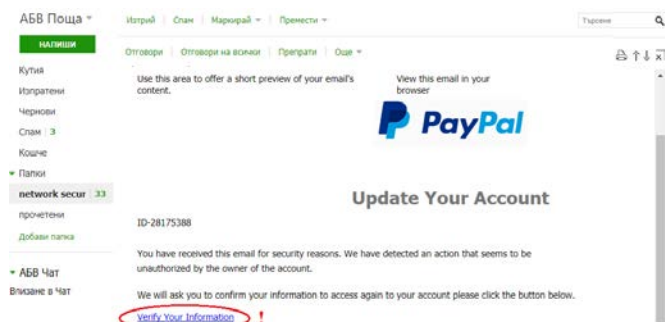 АБВ Поща
Изтрий Спам Маркирай Премести
Търсене
НАПИШИ
Отговори Отговори на всички Препрати Още
Кутия
Изпратени
Чернови
Спам 3
Кошче
Папки
network secur 33
прочетени
Добави папка
АБВ Чат
Влизане в Чат
Use this area to offer a short preview of your email's
content.
View this email in your
browser
PayPal
Update Your Account
ID-28175388
You have received this email for security reasons. We have detected an action that seems to be
unauthorized by the owner of the account.
We will ask you to confirm your information to access again to your account please click the button below.
Verify Your Information !